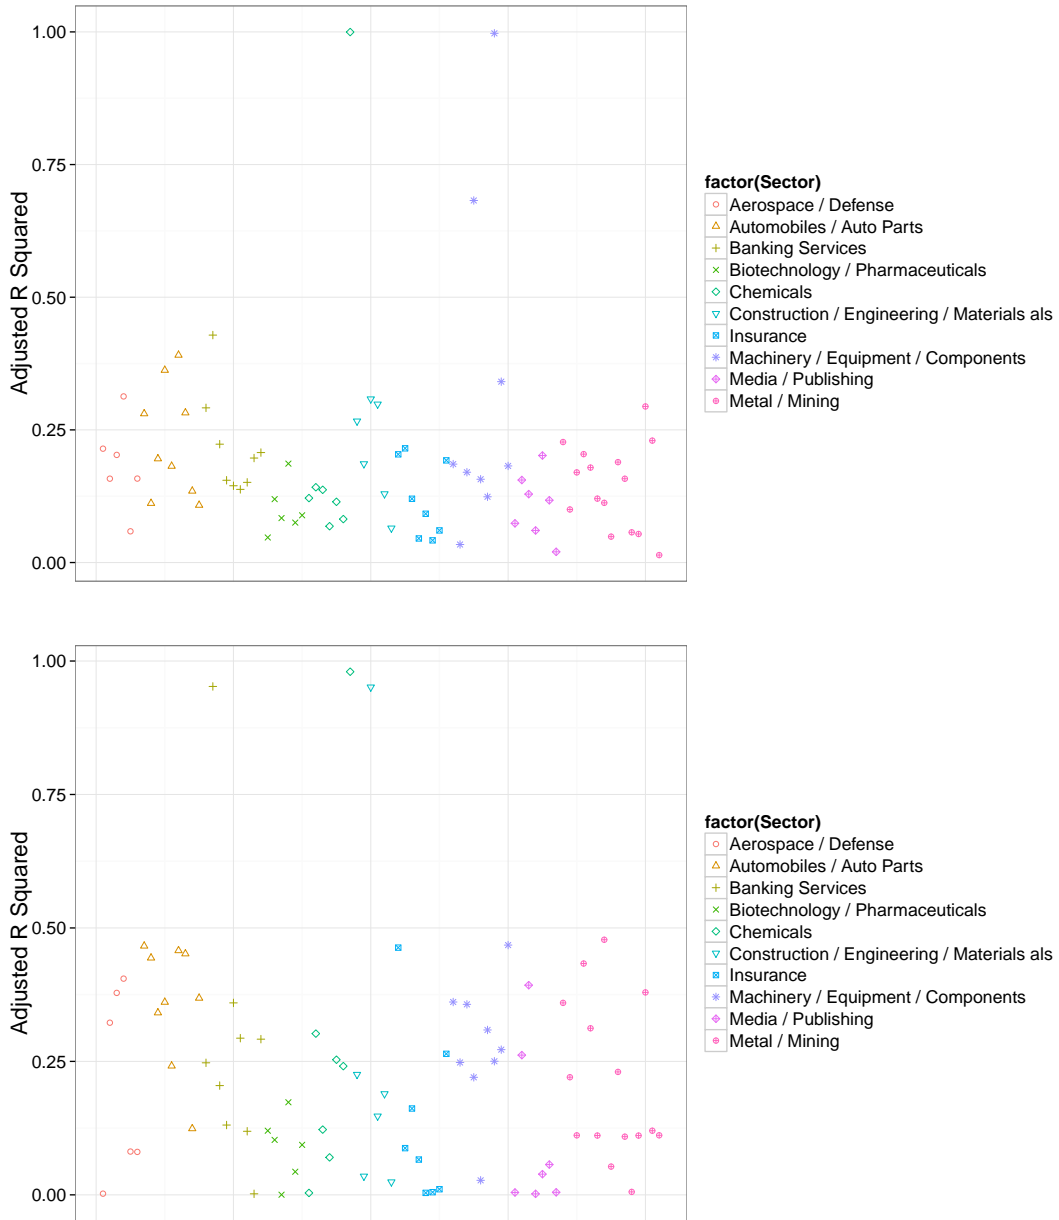 1.00
0.75
0.50
0.25
0.00
Adjusted R Squared
factor(Sector)
Aerospace / Defense
Automobiles / Auto Parts
Banking Services
Biotechnology / Pharmaceuticals
Chemicals
Construction / Engineering / Materials als
Insurance
Machinery / Equipment / Components
Media / Publishing
Metal / Mining
1.00
0.75
0.50
0.25
0.00
Adjusted R Squared
factor(Sector)
Aerospace / Defense
Automobiles / Auto Parts
Banking Services
Biotechnology / Pharmaceuticals
Chemicals
Construction / Engineering / Materials als
Insurance
Machinery / Equipment / Components
Media / Publishing
Metal / Mining